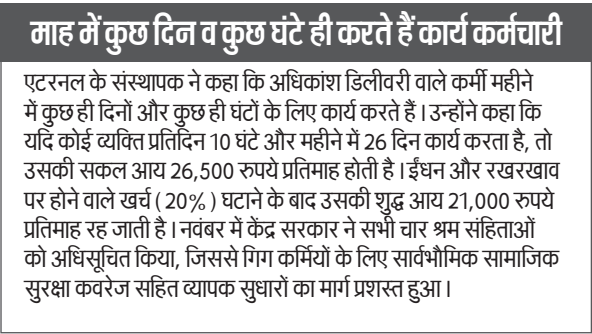 माह में कुछ दिन व कुछ घंटे ही करते हैं कार्य कर्मचारी
एटरनल के संस्थापक ने कहा कि अधिकांश डिलीवरी वाले कर्मी महीने
में कुछ ही दिनों और कुछ ही घंटों के लिए कार्य करते हैं। उन्होंने कहा कि
यदि कोई व्यक्ति प्रतिदिन 10 घंटे और महीने में 26 दिन कार्य करता है, तो
उसकी सकल आय 26,500 रुपये प्रतिमाह होती है। ईंधन और रखरखाव
पर होने वाले खर्च ( 20% ) घटाने के बाद उसकी शुद्ध आय 21,000 रुपये
प्रतिमाह रह जाती है। नवंबर में केंद्र सरकार ने सभी चार श्रम संहिताओं
को अधिसूचित किया, जिससे गिग कर्मियों के लिए सार्वभौमिक सामाजिक
सुरक्षा कवरेज सहित व्यापक सुधारों का मार्ग प्रशस्त हुआ।